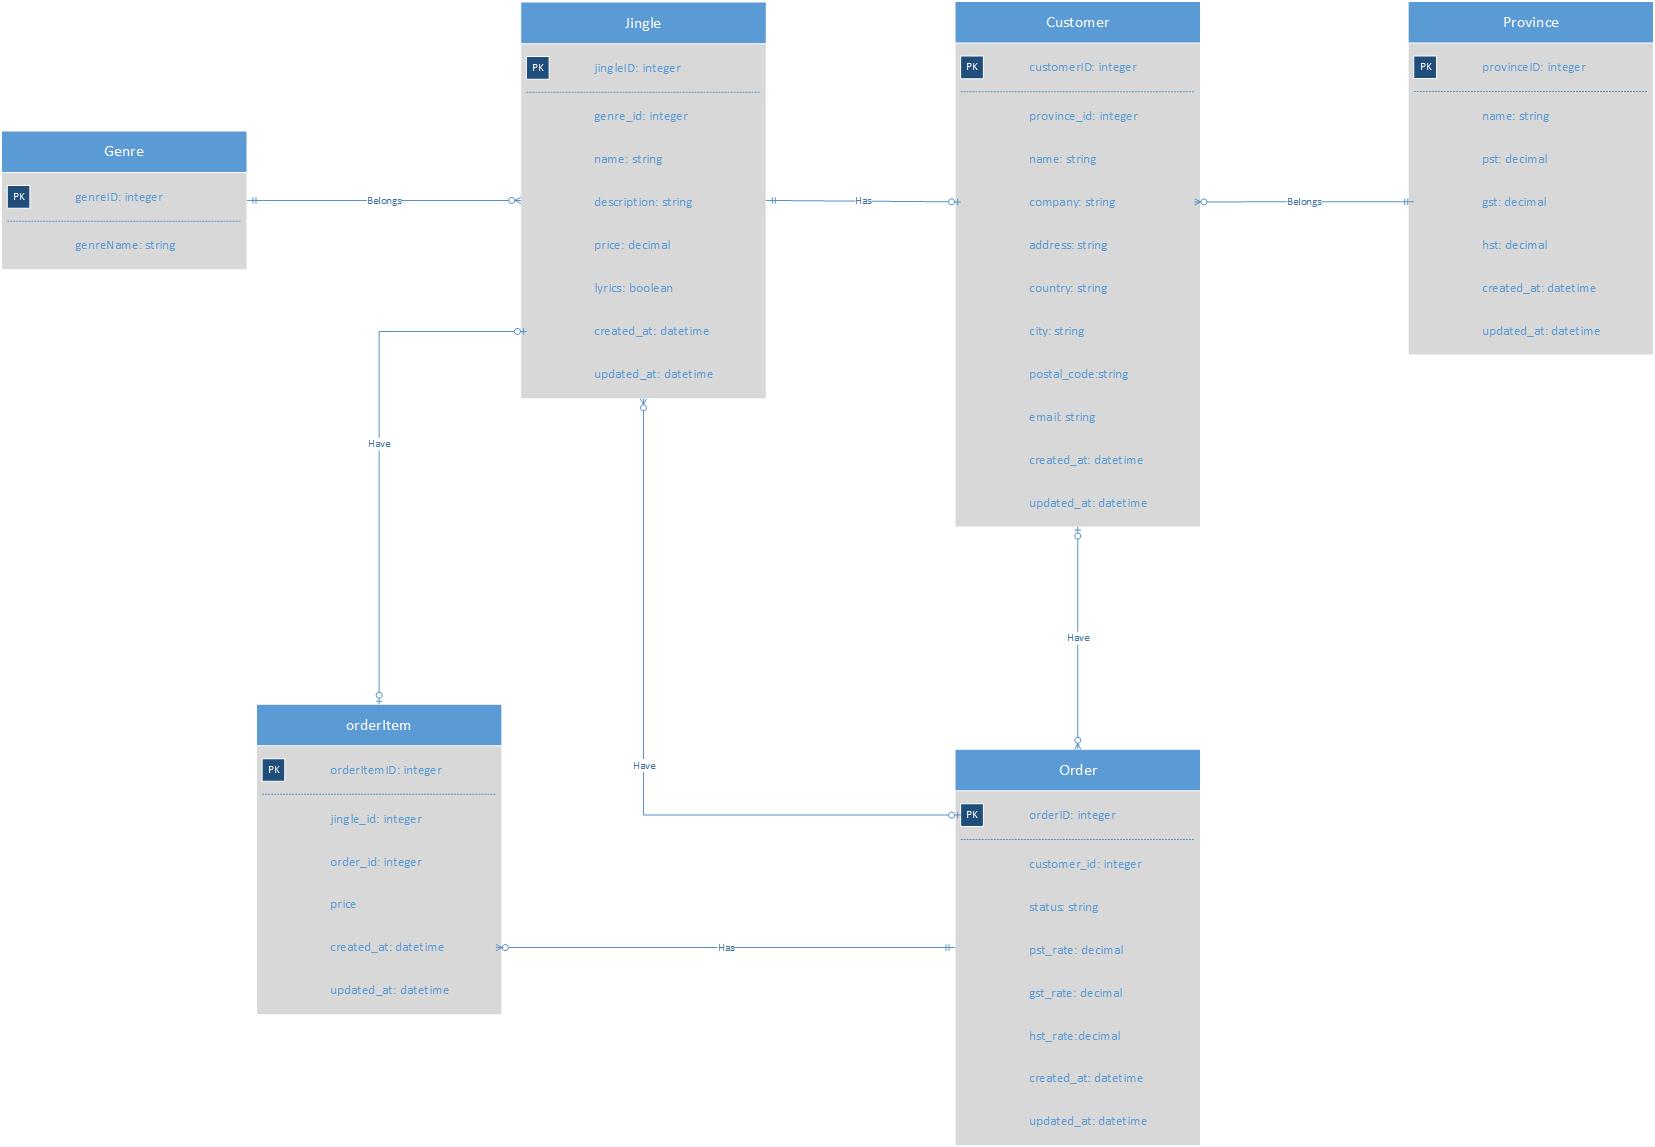 Jingle
PK
jingleID: integer
genre_id: integer
name: string
description: string
price: decimal
lyrics: boolean
created_at: datetime
updated_at: datetime
Customer
PK
customerID: integer
province_id: integer
name: string
company: string
address: string
country: string
city: string
postal_code:string
email: string
created_at: datetime
updated_at: datetime
Province
PK
provinceID: integer
name: string
pst: decimal
gst: decimal
hst: decimal
created_at: datetime
updated_at: datetime
Genre
PK
genreID: integer
genreName: string
Belongs
Has
Belongs
Have
Have
Have
orderItem
PK
orderItemID: integer
jingle_id: integer
order_id: integer
price
created_at: datetime
updated_at: datetime
Has
Order
PK
orderID: integer
customer_id: integer
status: string
pst_rate: decimal
gst_rate: decimal
hst_rate:decimal
created_at: datetime
updated_at: datetime